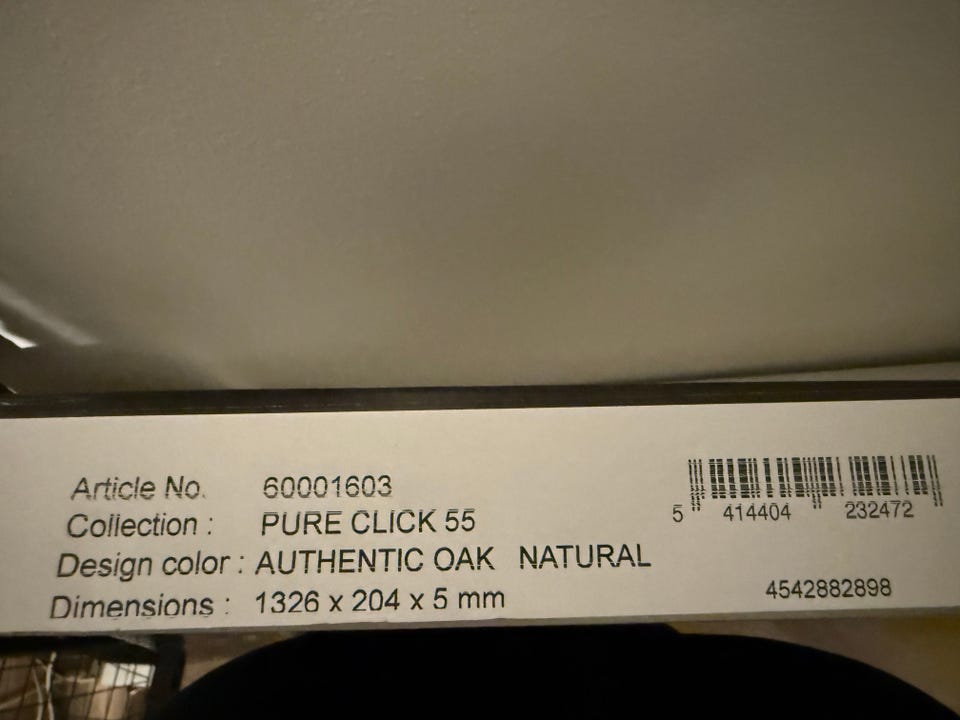 Article No. 60001603
Collection : PURE CLICK 55
Design color : AUTHENTIC OAK NATURAL
Dimensions : 1326 x 204 x 5 mm
5 414404 232472
4542882898